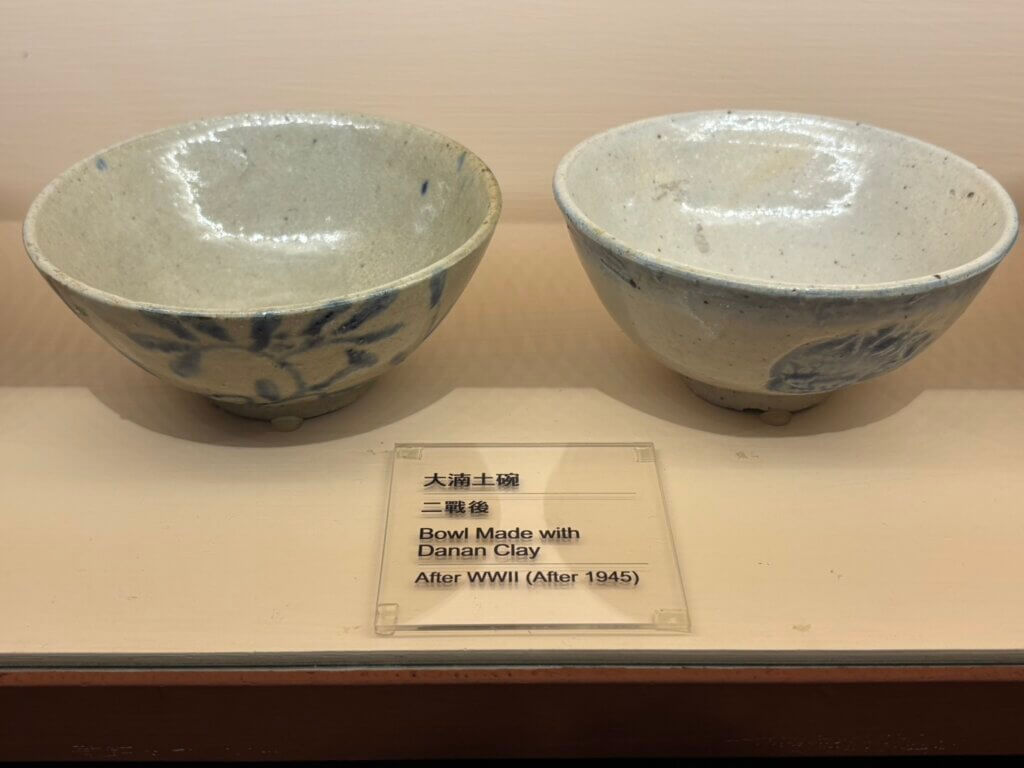 大湳土碗
二戰後
Bowl Made with
Danan Clay
After WWII (After 1945)